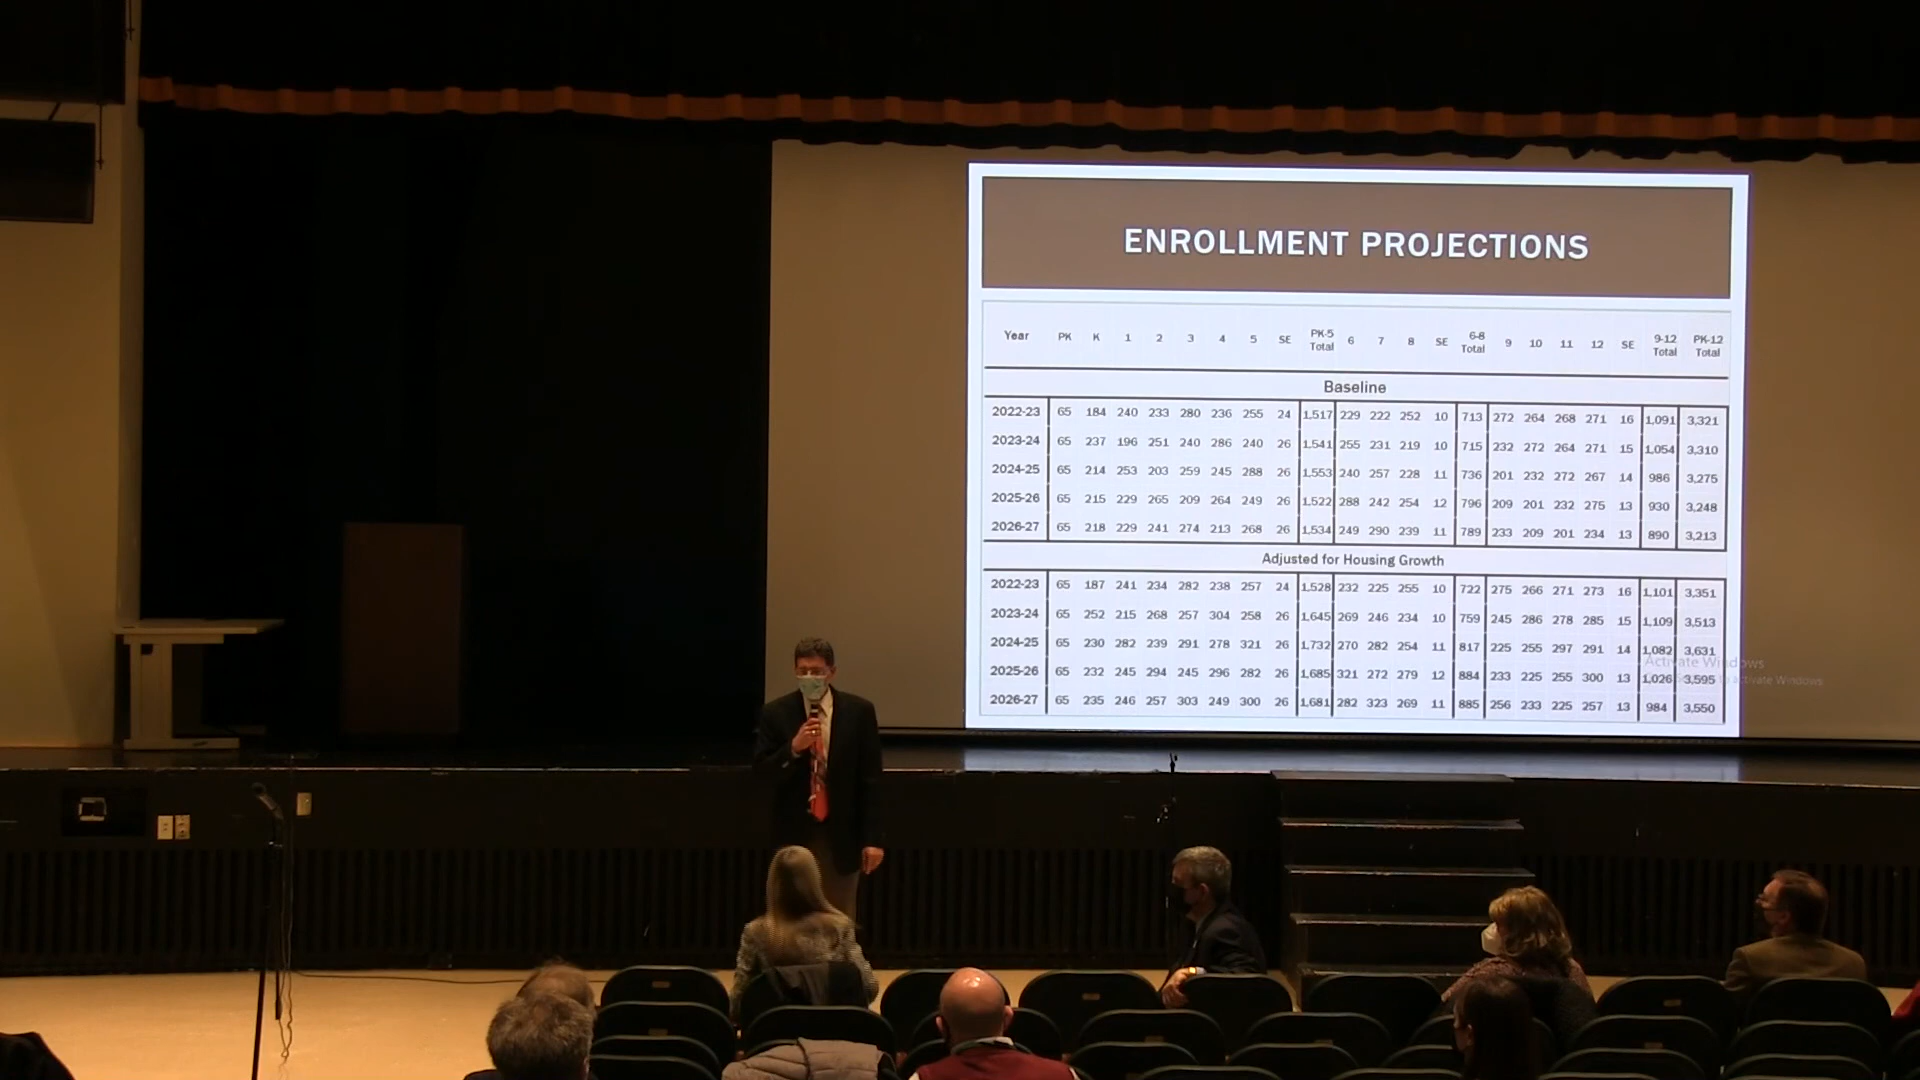 ENROLLMENT PROJECTIONS
Year PK K 1 2 3 4 5 SE PK-5 Total 6 7 8 SE 6-8 Total 9 10 11 12 SE 9-12 Total PK-12 Total
Baseline
2022-23 65 184 240 233 280 236 255 24 1,517 229 222 252 10 713 272 264 268 271 16 1,091 3,321
2023-24 65 237 196 251 240 286 240 26 1,541 255 231 219 10 715 232 272 264 271 15 1,054 3,310
2024-25 65 214 253 203 259 245 288 26 1,553 240 257 228 11 736 201 232 272 267 14 986 3,275
2025-26 65 215 229 265 209 264 249 26 1,522 288 242 254 12 796 209 201 232 275 13 930 3,248
2026-27 65 218 229 241 274 213 268 26 1,534 249 290 239 11 789 233 209 201 234 13 890 3,213
Adjusted for Housing Growth
2022-23 65 187 241 234 282 238 257 24 1,528 232 225 255 10 722 275 266 271 273 16 1,101 3,351
2023-24 65 252 215 268 257 304 258 26 1,645 269 246 234 10 759 245 286 278 285 15 1,109 3,513
2024-25 65 230 282 239 291 278 321 26 1,732 270 282 254 11 817 225 255 297 291 14 1,082 3,631
2025-26 65 232 245 294 245 296 282 26 1,685 321 272 279 12 884 233 225 255 300 13 1,026 3,595
2026-27 65 235 246 257 303 249 300 26 1,681 282 323 269 11 885 256 233 225 257 13 984 3,550
Activate Windows
activate Windows